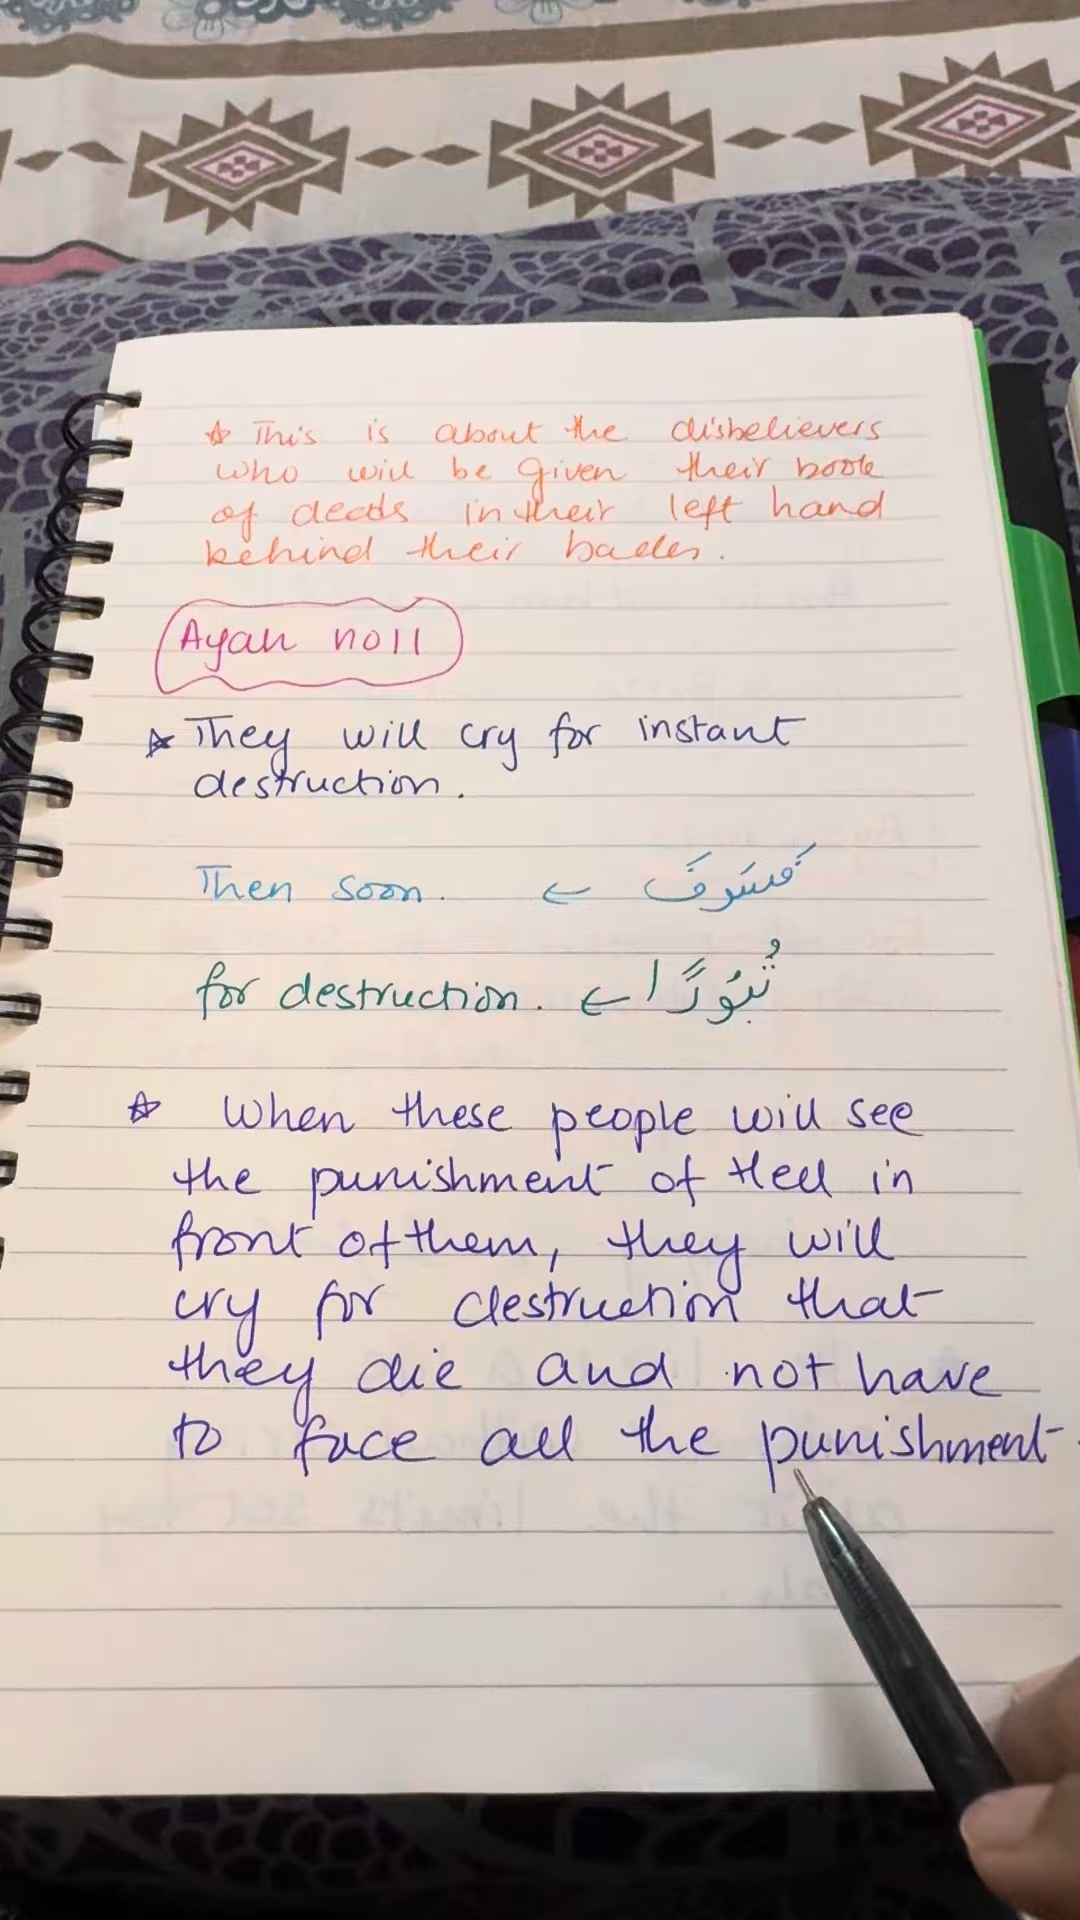 ☆ This is about the disbelievers
who will be given their book
of deeds in their left hand
behind their backs.
Ayah no 11
☆ They will cry for instant
destruction.
Then soon. ← فَسَوفَ
for destruction. ← ثُبُوۡرًا
☆ When these people will see
the punishment of Hell in
front of them, they will
cry for destruction that
they die and not have
to face all the punishment.